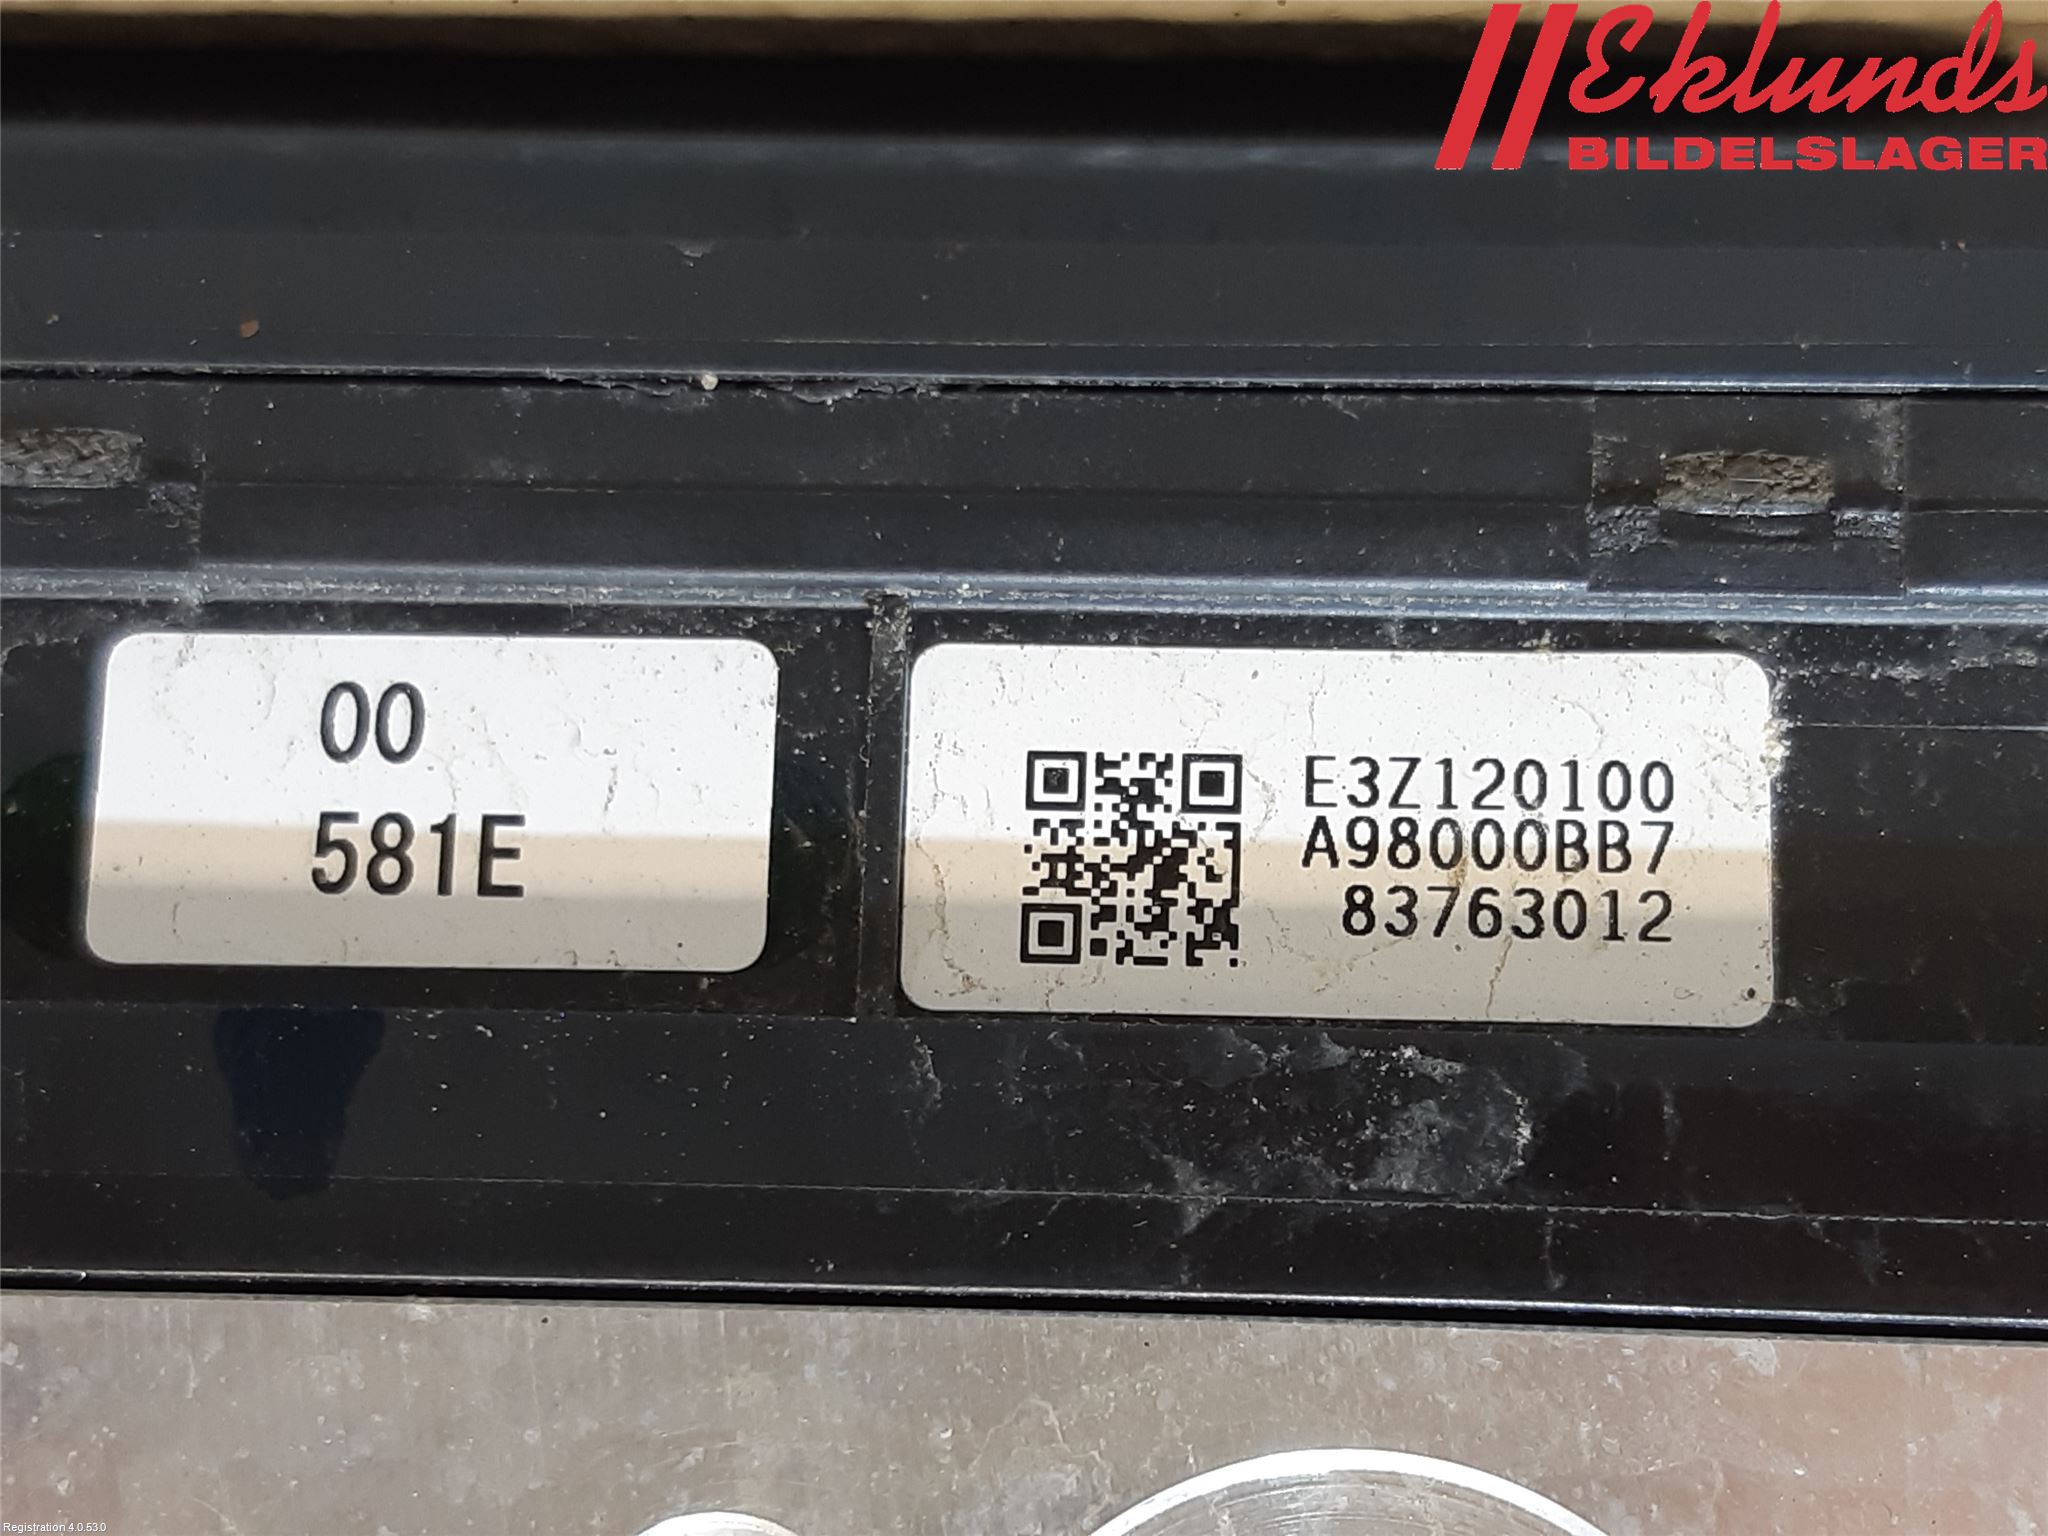 Eklunds
BILDELSLAGER
00
581E
E3Z120100
A98000BB7
83763012
Registration 4.0.53.0